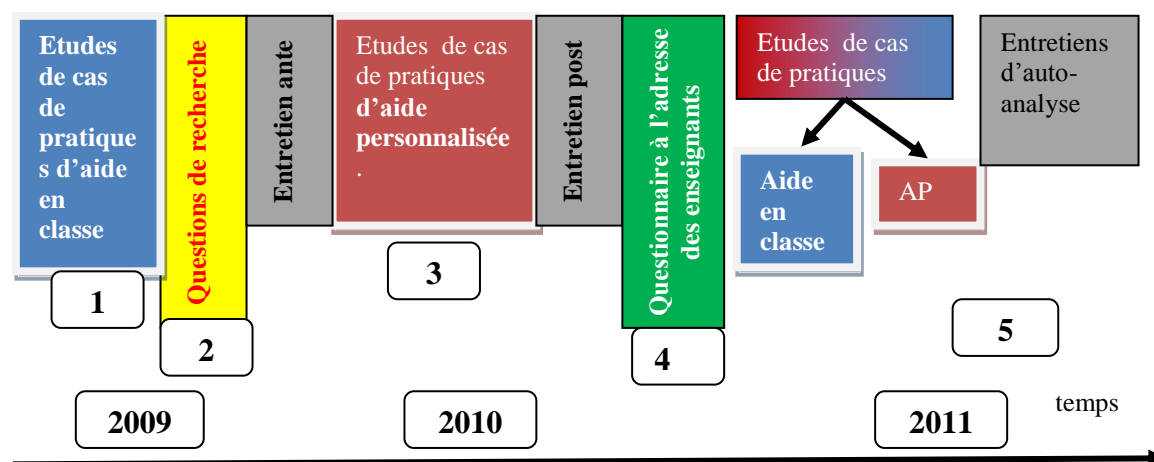 Etudes
de cas
de
pratique
s d’aide
en
classe
Questions de recherche
Entretien ante
Etudes de cas
de pratiques
d’aide
personnalisée
.
Entretien post
Questionnaire à l’adresse
des enseignants
Etudes de cas
de pratiques
Aide
en
classe
AP
Entretiens
d’auto-
analyse
1
2
3
4
5
2009
2010
2011
temps